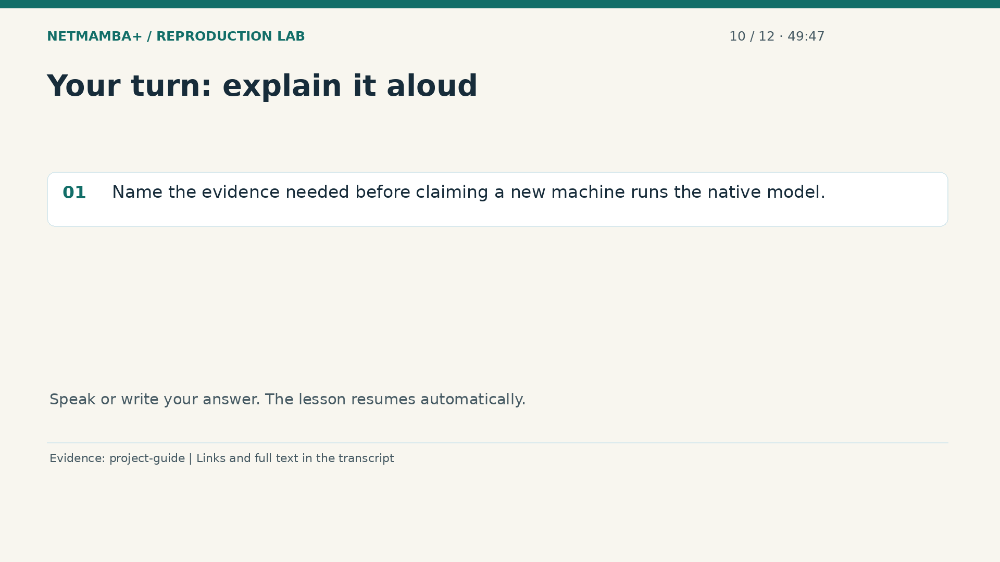 NETMAMBA+ / REPRODUCTION LAB
10 / 12 · 49:47
Your turn: explain it aloud
01 Name the evidence needed before claiming a new machine runs the native model.
Speak or write your answer. The lesson resumes automatically.
Evidence: project-guide | Links and full text in the transcript